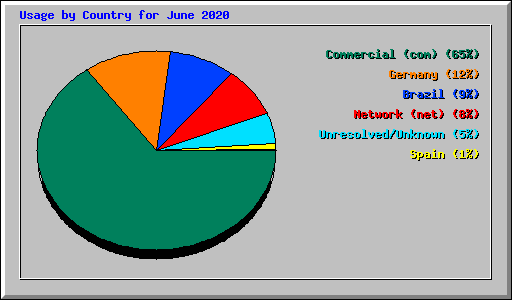 Usage by Country for June 2020
Commercial (com) (65%)
Germany (12%)
Brazil (9%)
Network (net) (8%)
Unresolved/Unknown (5%)
Spain (1%)